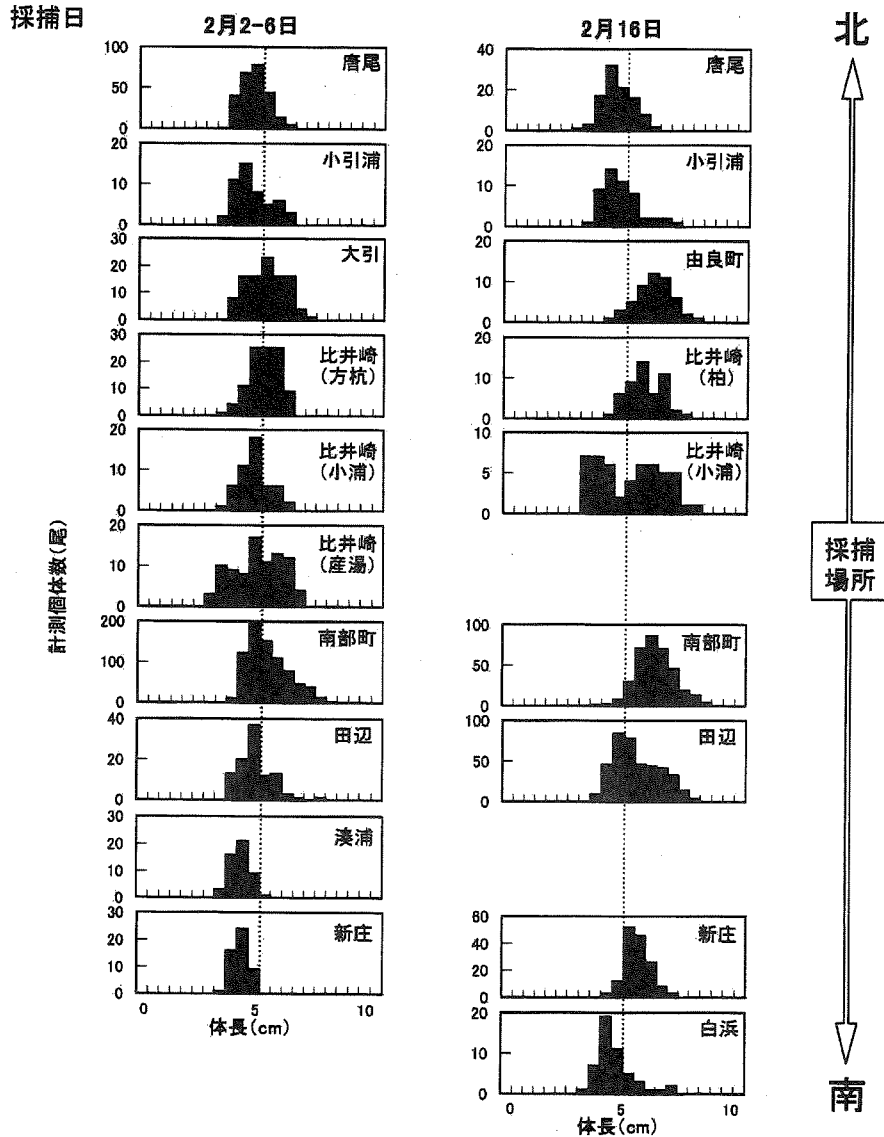 採捕日
2月2-6日
2月16日
北
100
50
0
唐尾
40
20
0
唐尾
20
10
0
小引浦
20
10
0
小引浦
30
20
10
0
大引
20
10
0
由良町
30
20
10
0
比井崎
(方杭)
20
10
0
比井崎
(柏)
20
10
0
比井崎
(小浦)
10
5
0
比井崎
(小浦)
採捕
場所
計測個体数(尾)
20
10
0
比井崎
(産湯)
200
100
0
南部町
100
50
0
南部町
40
20
0
田辺
100
50
0
田辺
30
20
10
0
湊浦
30
20
10
0
新庄
60
40
20
0
新庄
0 5 10
体長(cm)
20
10
0
白浜
0 5 10
体長(cm)
南